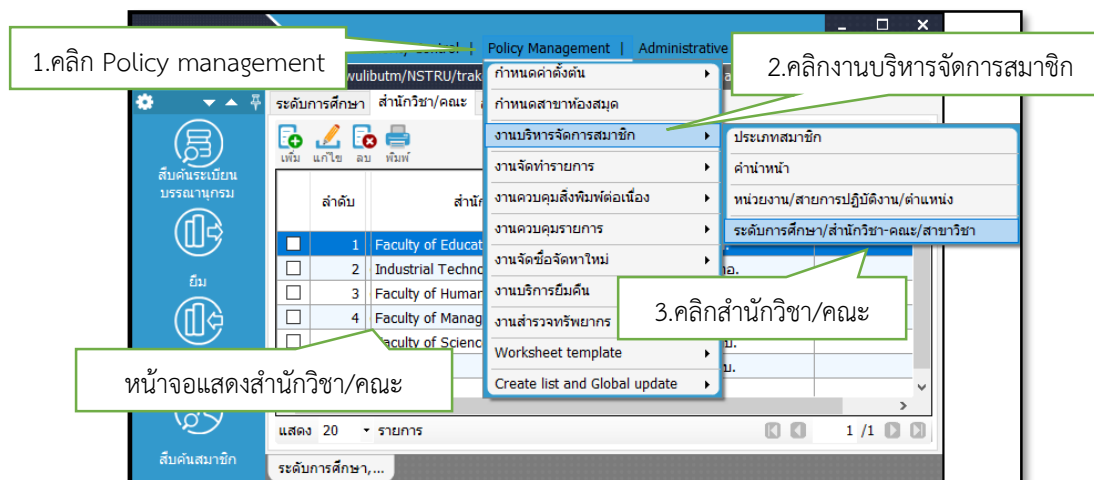 1.คลิก Policy management
Policy Management | Administrative
2.คลิกงานบริหารจัดการสมาชิก
กำหนดค่าตั้งต้น
ระดับการศึกษา สำนักวิชา/คณะ
กำหนดสาขาห้องสมุด
เพิ่ม แก้ไข ลบ พิมพ์
งานบริหารจัดการสมาชิก
ประเภทสมาชิก
สืบค้นระเบียน
บรรณานุกรม
งานจัดทำรายการ
คำนำหน้า
ลำดับ
งานควบคุมสิ่งพิมพ์ต่อเนื่อง
หน่วยงาน/สายการปฏิบัติงาน/ตำแหน่ง
งานควบคุมรายการ
ระดับการศึกษา/สำนักวิชา-คณะ/สาขาวิชา
1 Faculty of Educat
งานจัดซื้อจัดหาใหม่
2 Industrial Techno
ยืม
3 Faculty of Human
งานบริการยืมคืน
3.คลิกสำนักวิชา/คณะ
4 Faculty of Manag
งานสำรวจทรัพยากร
Faculty of Scienc
Worksheet template
หน้าจอแสดงสำนักวิชา/คณะ
Create list and Global update
แสดง 20 รายการ
1 /1
สืบค้นสมาชิก
ระดับการศึกษา,...